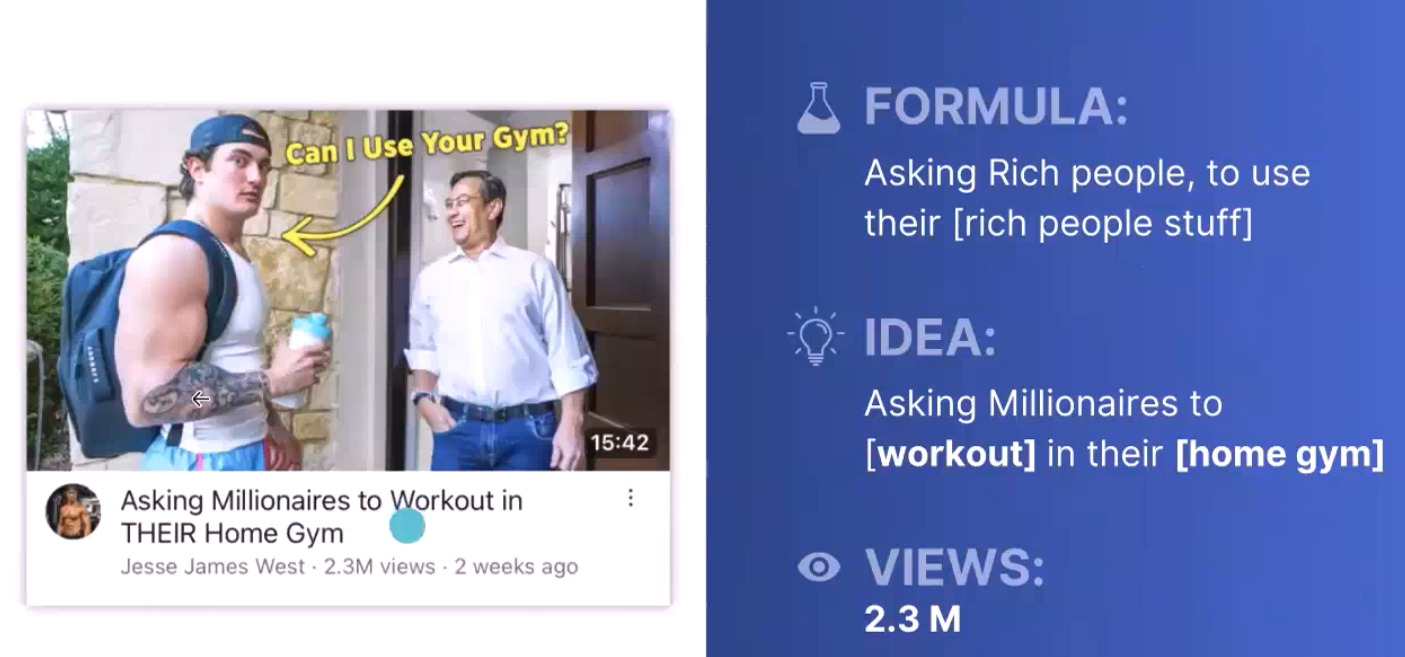 Can I Use Your Gym?
15:42
Asking Millionaires to Workout in
THEIR Home Gym
Jesse James West · 2.3M views · 2 weeks ago
FORMULA:
Asking Rich people, to use
their [rich people stuff]
IDEA:
Asking Millionaires to
[workout] in their [home gym]
VIEWS:
2.3 M